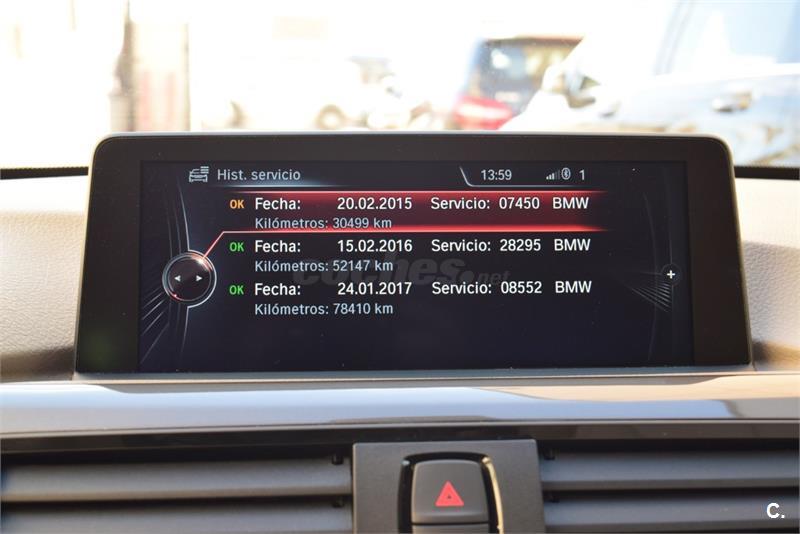 Hist. servicio 13:59 1
OK Fecha: 20.02.2015 Servicio: 07450 BMW
Kilómetros: 30499 km
OK Fecha: 15.02.2016 Servicio: 28295 BMW
Kilómetros: 52147 km
coches.net
OK Fecha: 24.01.2017 Servicio: 08552 BMW
Kilómetros: 78410 km
C.